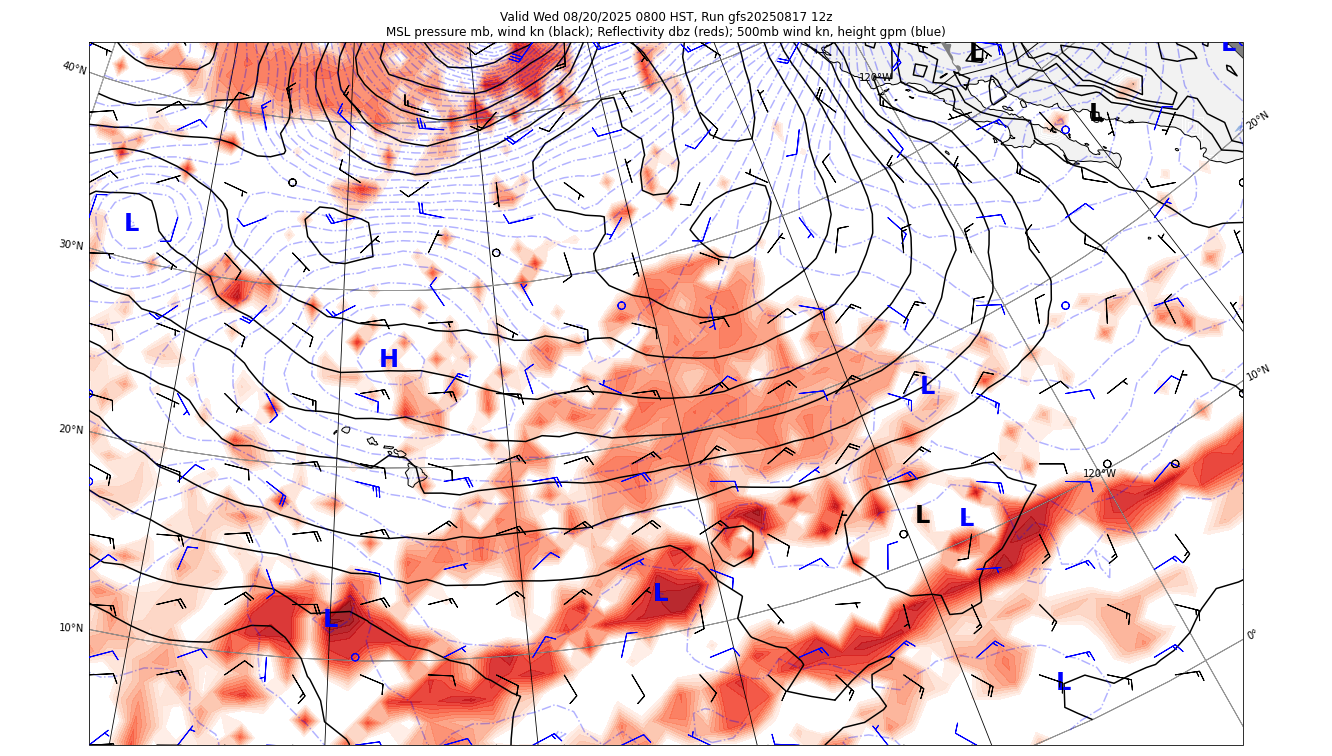 Valid Wed 08/20/2025 0800 HST, Run gfs20250817 12z
MSL pressure mb, wind kn (black); Reflectivity dbz (reds); 500mb wind kn, height gpm (blue)
L
L
40°N
120°W
L
20°N
L
30°N
H
L
10°N
20°N
120°W
L
L
L
L
10°N
0°
L